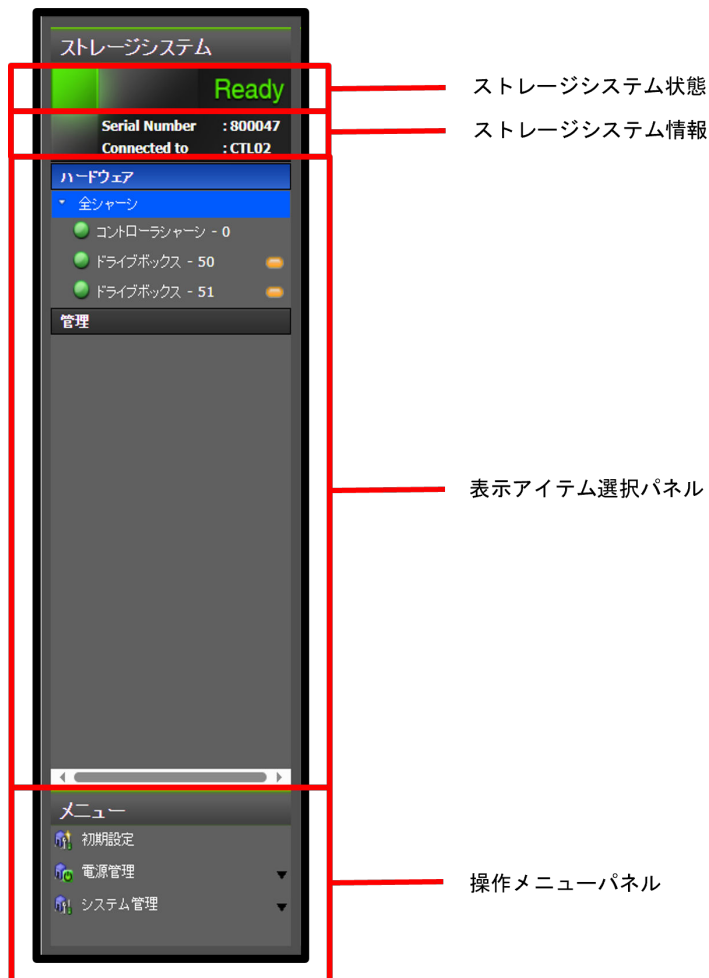 ストレージシステム
Ready
ストレージシステム状態
Serial Number : 800047
ストレージシステム情報
Connected to : CTL02
ハードウェア
全シャーシ
コントローラシャーシ - 0
ドライブボックス - 50
ドライブボックス - 51
管理
表示アイテム選択パネル
メニュー
初期設定
電源管理
システム管理
操作メニューパネル